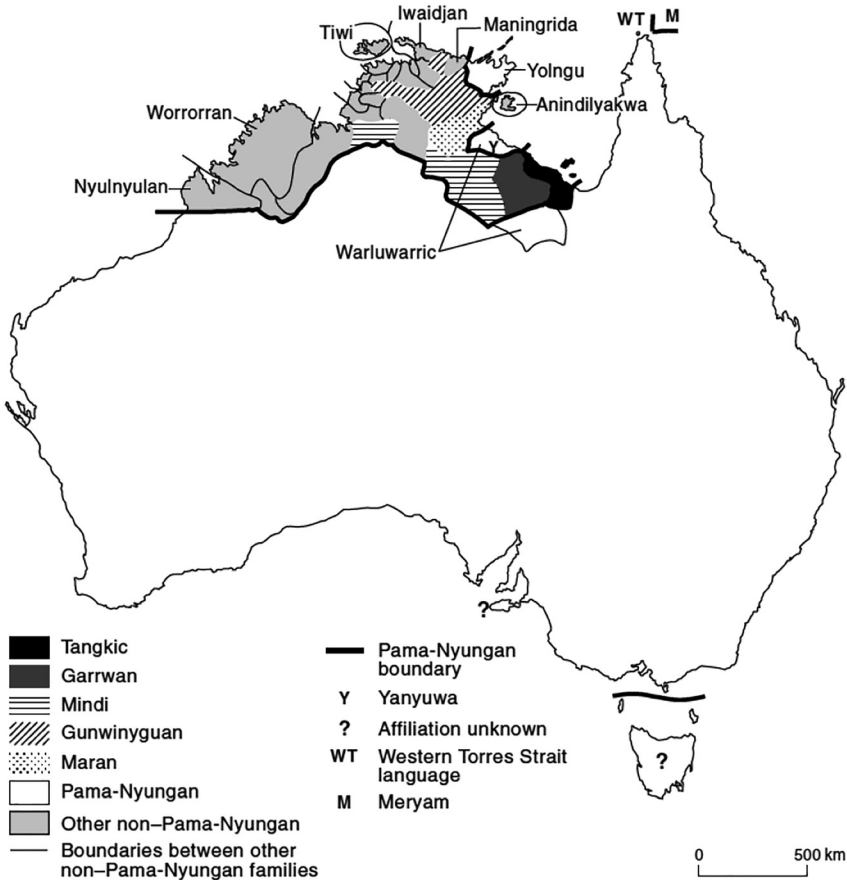 Iwaidjan
WT
M
Tiwi
Maningrida
Yolngu
Anindilyakwa
Worrorran
Y
Nyulnyulan
Warluwarric
?
?
Tangkic
Garrwan
Mindi
Gunwinyguan
Maran
Pama-Nyungan
Other non–Pama-Nyungan
Boundaries between other
non–Pama-Nyungan families
Pama-Nyungan
boundary
Y Yanyuwa
? Affiliation unknown
WT Western Torres Strait
language
M Meryam
0 500 km